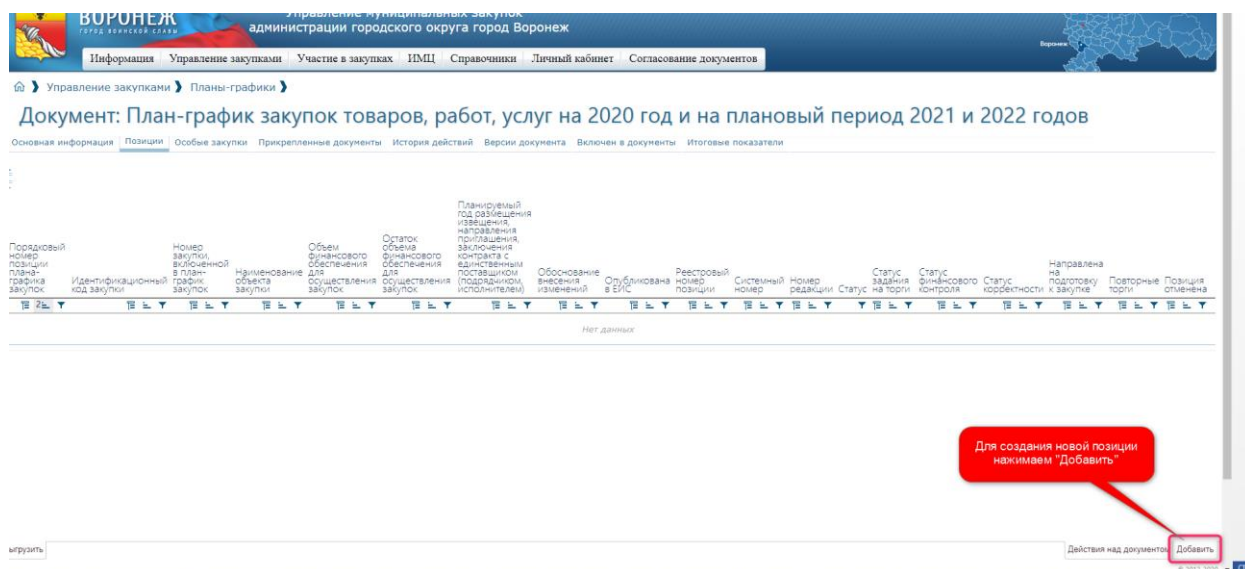 ВОРОНЕЖ
ГОРОД ВОИНСКОЙ СЛАВЫ
Управление муниципальных закупок
администрации городского округа город Воронеж
Воронеж
Информация Управление закупками Участие в закупках ИМЦ Справочники Личный кабинет Согласование документов
Управление закупками Планы-графики
Документ: План-график закупок товаров, работ, услуг на 2020 год и на плановый период 2021 и 2022 годов
Основная информация Позиции Особые закупки Прикрепленные документы История действий Версии документа Включен в документы Итоговые показатели
Порядковый номер позиции плана-графика закупок
Идентификационный код закупки
Номер закупки, включенной в план-график закупок
Наименование объекта закупки
Объем финансового обеспечения для осуществления закупок
Остаток объема финансового обеспечения для осуществления закупок
Планируемый год размещения извещения, направления приглашения, заключения контракта с единственным поставщиком (подрядчиком, исполнителем)
Обоснование внесения изменений
Опубликована в ЕИС
Реестровый номер позиции
Системный номер
Номер редакции
Статус
Статус задания на торги
Статус финансового контроля
Статус корректности
Направлена на подготовку к закупке
Повторные торги
Позиция отменена
2
Нет данных
Для создания новой позиции
нажимаем "Добавить"
ыгрузить
Действия над документо
Добавить